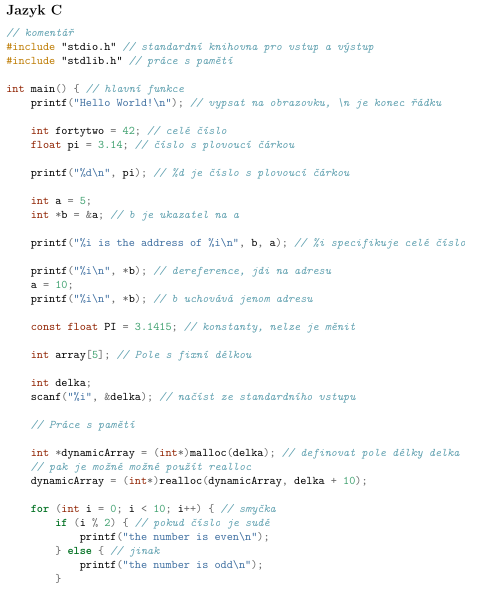 Jazyk C
// komentář
#include "stdio.h" // standardní knihovna pro vstup a výstup
#include "stdlib.h" // práce s pamětí
int main() { // hlavní funkce
printf("Hello World!\n"); // vypsat na obrazovku, \n je konec řádku
int fortytwo = 42; // celé číslo
float pi = 3.14; // číslo s plovoucí čárkou
printf("%d\n", pi); // %d je číslo s plovoucí čárkou
int a = 5;
int *b = &a; // b je ukazatel na a
printf("%i is the address of %i\n", b, a); // %i specifikuje celé číslo
printf("%i\n", *b); // dereference, jdi na adresu
a = 10;
printf("%i\n", *b); // b uchovává jenom adresu
const float PI = 3.1415; // konstanty, nelze je měnit
int array[5]; // Pole s fixní délkou
int delka;
scanf("%i", &delka); // načíst ze standardního vstupu
// Práce s pamětí
int *dynamicArray = (int*)malloc(delka); // definovat pole délky delka
// pak je možné možné použít realloc
dynamicArray = (int*)realloc(dynamicArray, delka + 10);
for (int i = 0; i < 10; i++) { // smyčka
if (i % 2) { // pokud číslo je sudé
printf("the number is even\n");
} else { // jinak
printf("the number is odd\n");
}